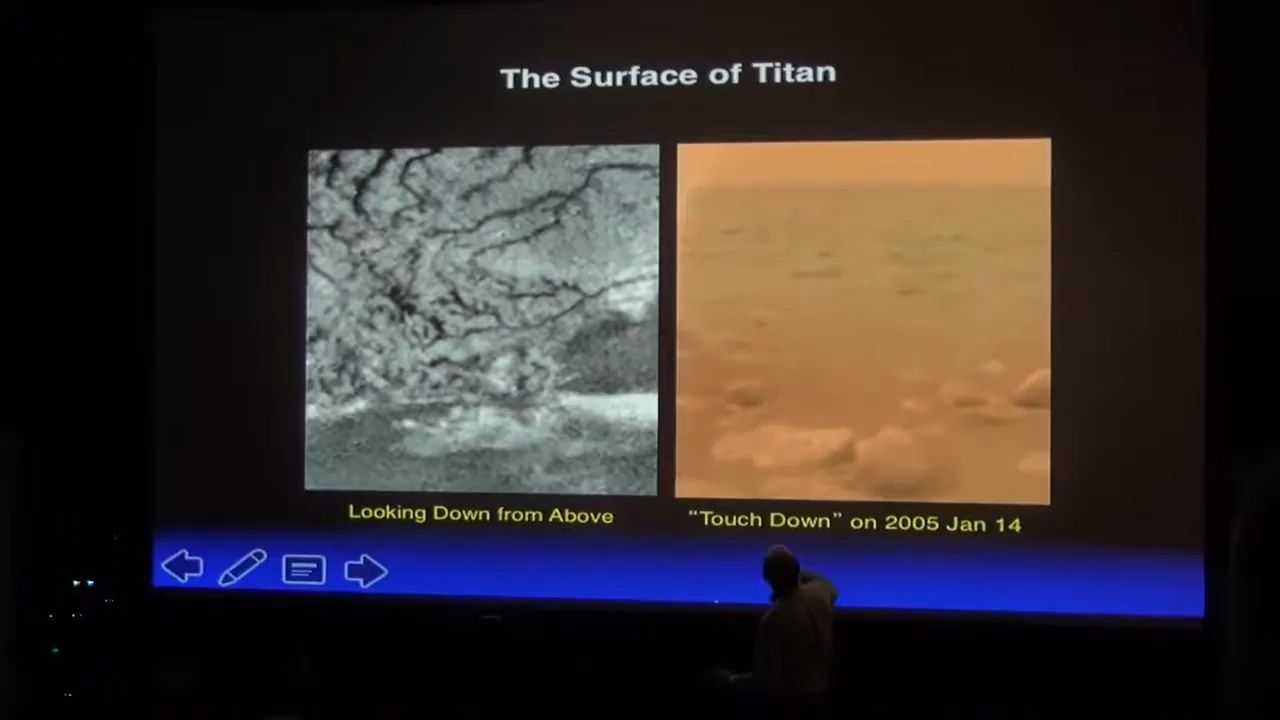 The Surface of Titan
Looking Down from Above
“Touch Down” on 2005 Jan 14